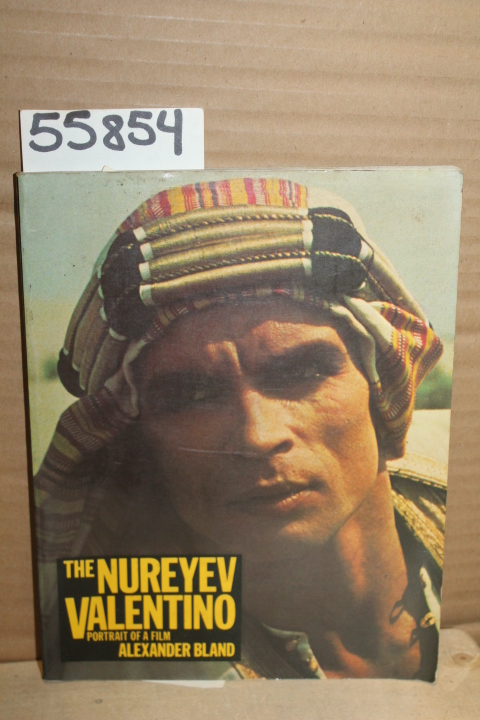 55854
THE NUREYEV
VALENTINO
PORTRAIT OF A FILM
ALEXANDER BLAND